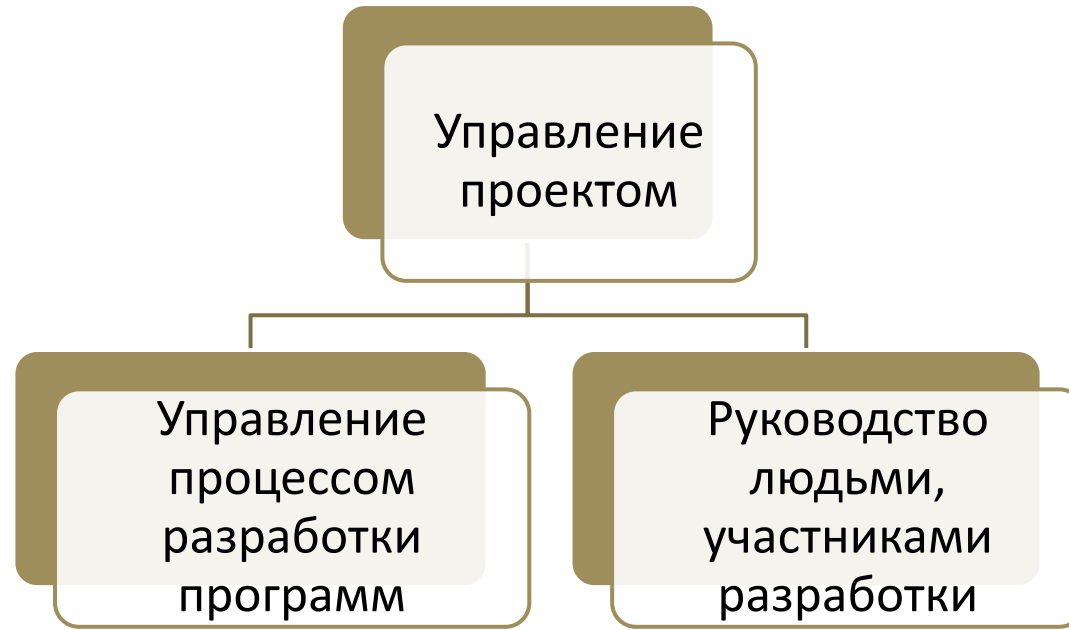 Управление
проектом
Управление
процессом
разработки
программ
Руководство
людьми,
участниками
разработки